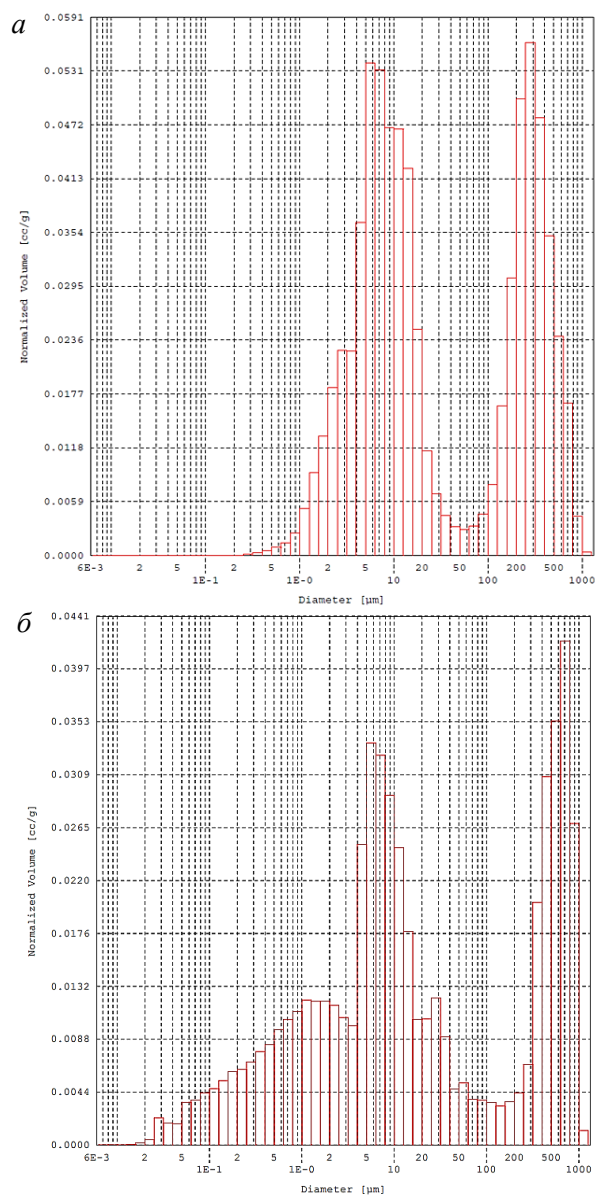 а
0.0591
0.0531
0.0472
0.0413
0.0354
0.0295
0.0236
0.0177
0.0118
0.0059
0.0000
Normalized Volume [cc/g]
6E-3 2 5 1E-1 2 5 1E-0 2 5 10 20 50 100 200 500 1000
Diameter [µm]
б
0.0441
0.0397
0.0353
0.0309
0.0265
0.0220
0.0176
0.0132
0.0088
0.0044
0.0000
Normalized Volume [cc/g]
6E-3 2 5 1E-1 2 5 1E-0 2 5 10 20 50 100 200 500 1000
Diameter [µm]